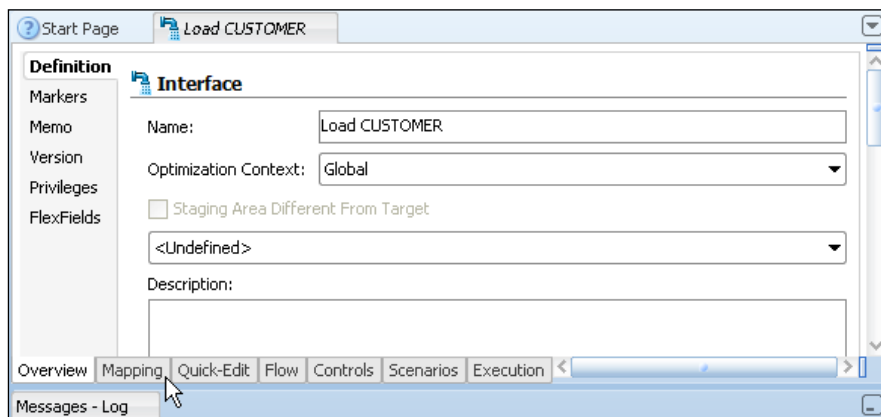 Start Page Load CUSTOMER
Definition
Markers
Memo
Version
Privileges
FlexFields
Interface
Name: Load CUSTOMER
Optimization Context: Global
Staging Area Different From Target
<Undefined>
Description:
Overview Mapping Quick-Edit Flow Controls Scenarios Execution
Messages - Log